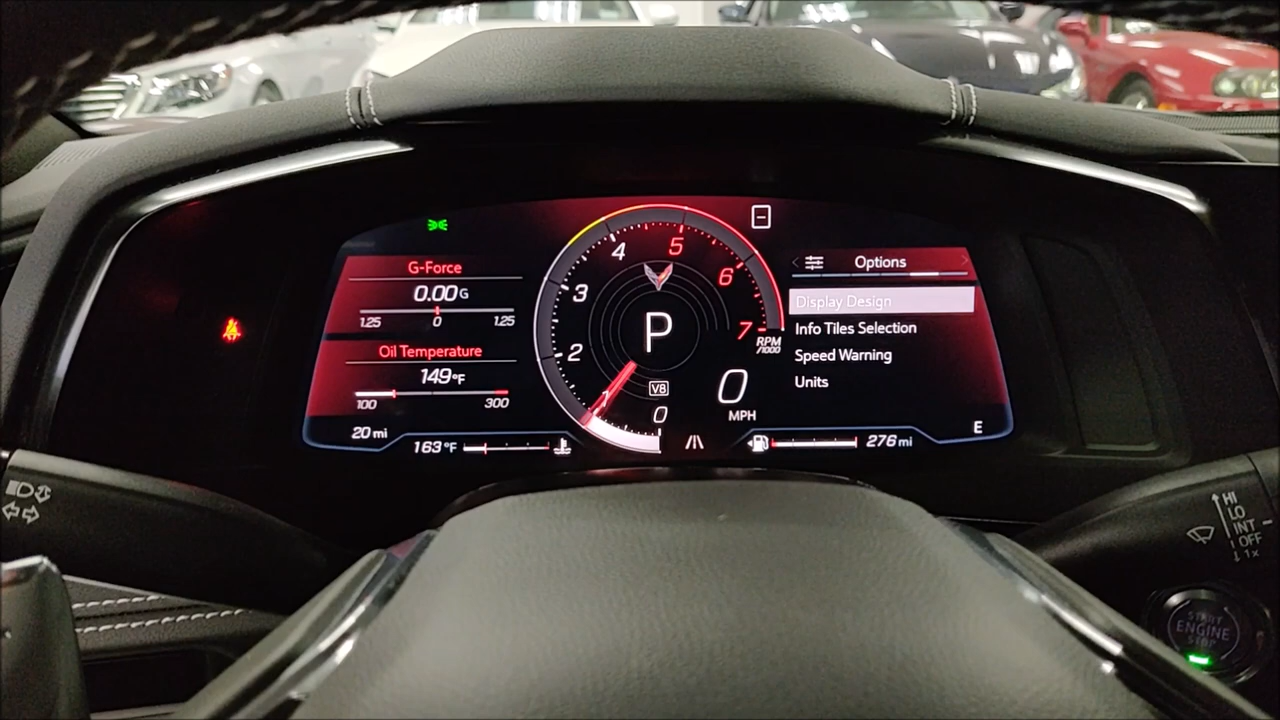 G-Force
0.00G
1.25 0 1.25
Oil Temperature
149°F
100 300
20 mi
163°F
4
5
3
6
2
7
RPM
/1000
1
0
P
V8
0
MPH
276 mi
Options
Display Design
Info Tiles Selection
Speed Warning
Units
E
HI
LO
INT
OFF
1x
START
ENGINE
STOP